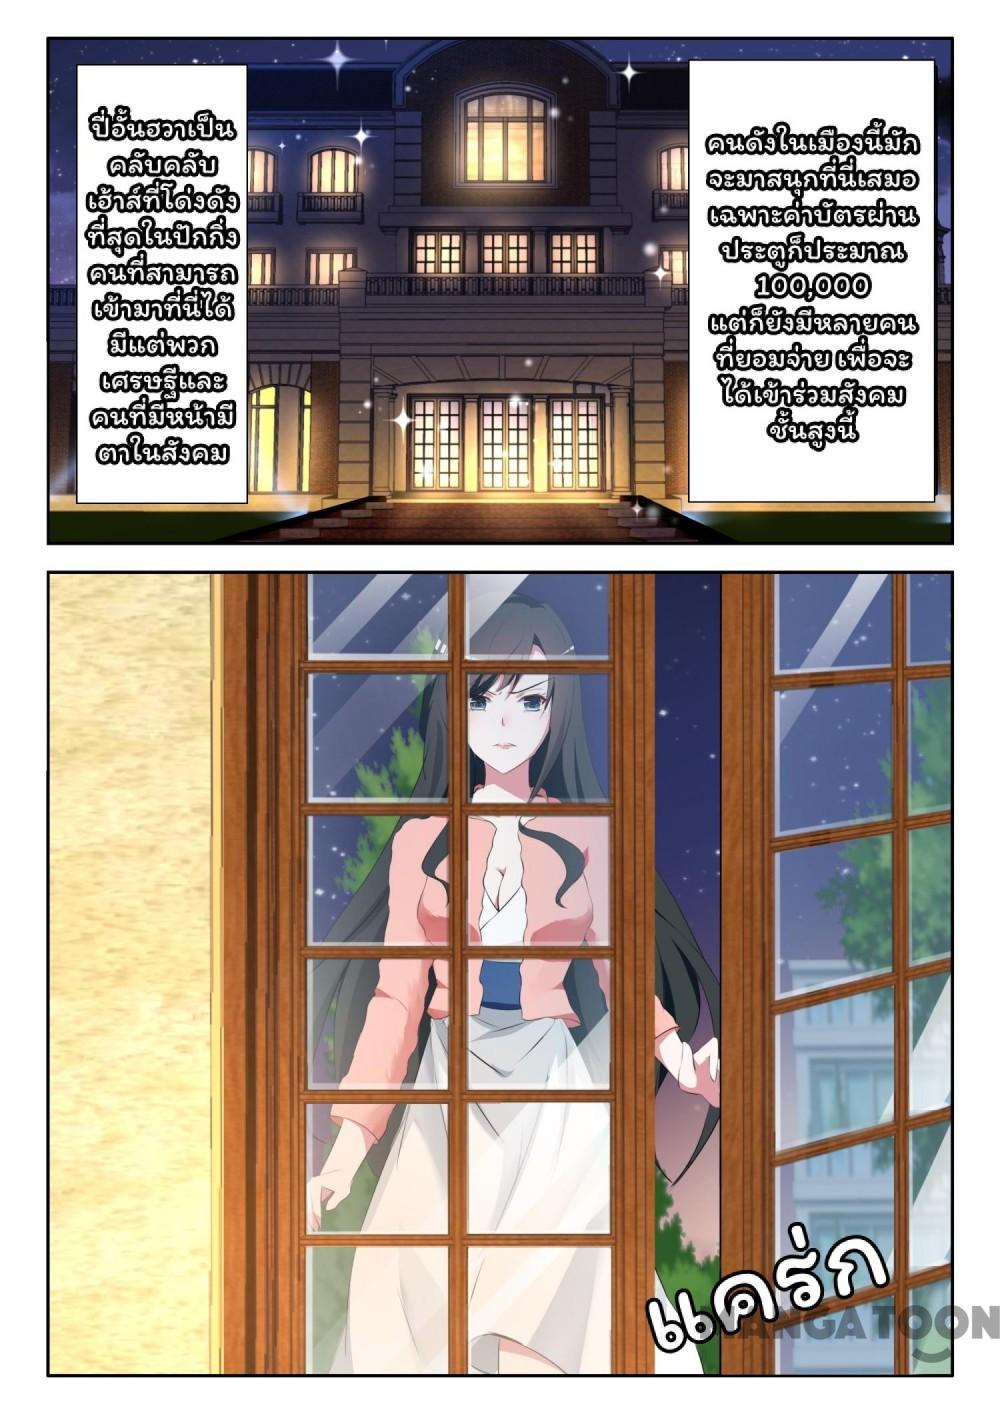 ปี่อั้นฮวาเป็น
คลับคลับ
เฮ้าส์ที่โด่งดัง
ที่สุดในปักกิ่ง
คนที่สามารถ
เข้ามาที่นี่ได้
มีแต่พวก
เศรษฐีและ
คนที่มีหน้ามี
ตาในสังคม
คนดังในเมืองนี้มัก
จะมาสนุกที่นี่เสมอ
เฉพาะค่าบัตรผ่าน
ประตูก็ประมาณ
100,000
แต่ก็ยังมีหลายคน
ที่ยอมจ่าย เพื่อจะ
ได้เข้าร่วมสังคม
ชั้นสูงนี้
แคร่ก
MANGATOON